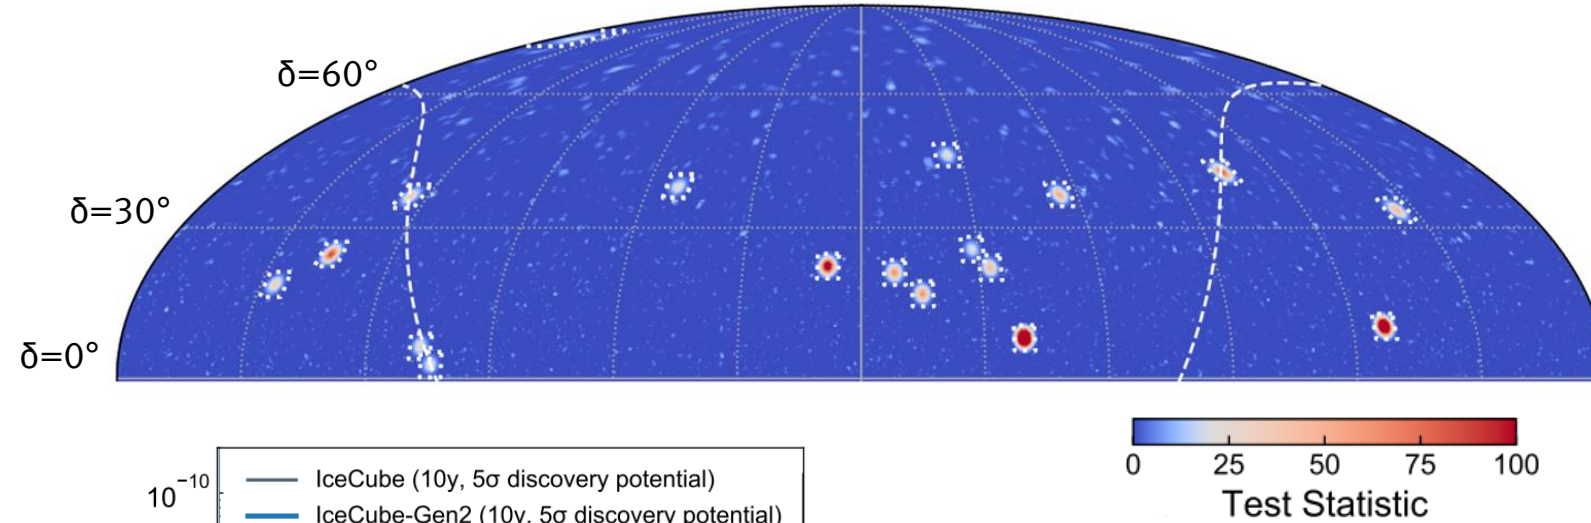 δ=60°
δ=30°
δ=0°
0 25 50 75 100
Test Statistic
10⁻¹⁰
IceCube (10y, 5σ discovery potential)
IceCube-Gen2 (10y, 5σ discovery potential)